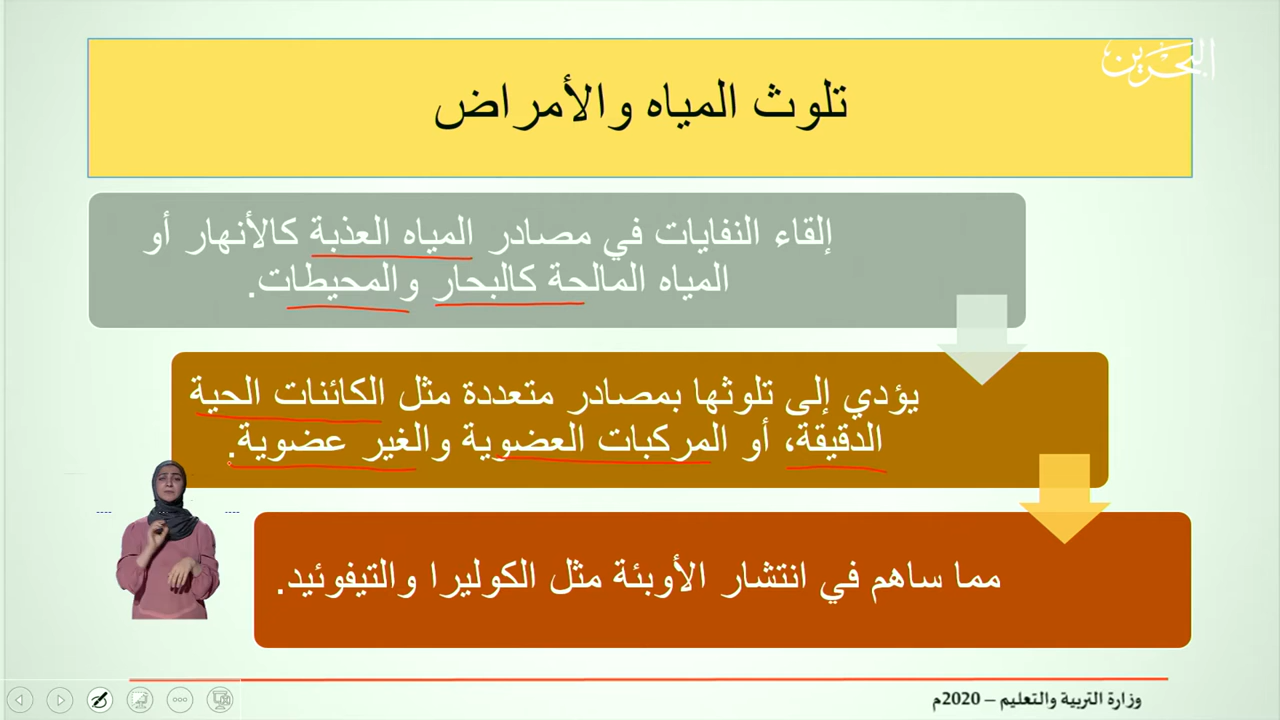 البحرين
تلوث المياه والأمراض
إلقاء النفايات في مصادر المياه العذبة كالأنهار أو
المياه المالحة كالبحار والمحيطات.
يؤدي إلى تلوثها بمصادر متعددة مثل الكائنات الحية
الدقيقة، أو المركبات العضوية والغير عضوية.
مما ساهم في انتشار الأوبئة مثل الكوليرا والتيفوئيد.
وزارة التربية والتعليم – 2020م